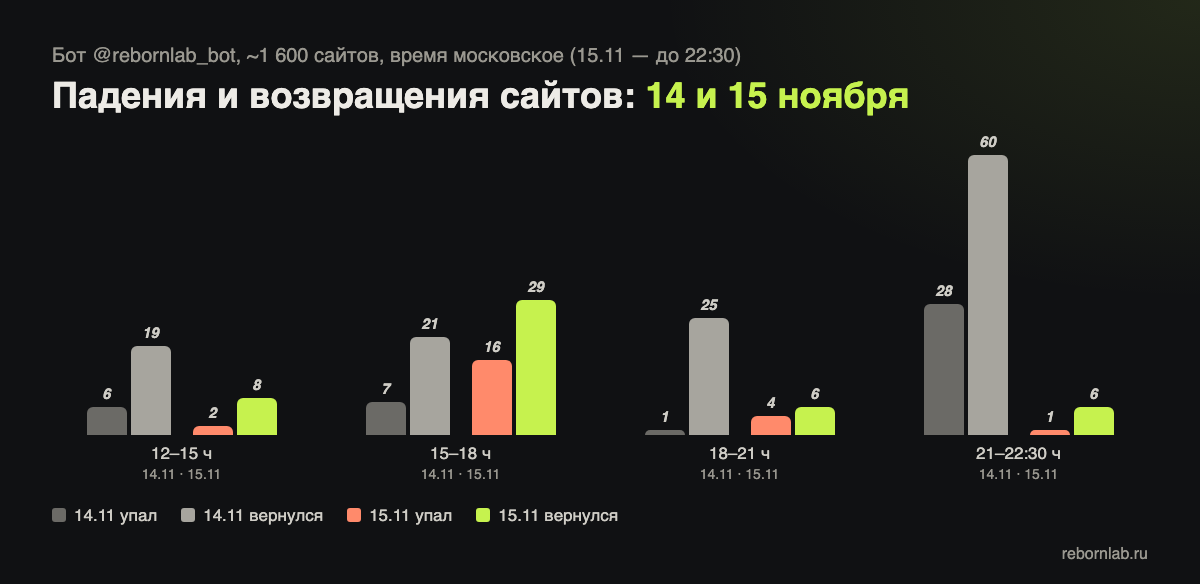 Бот @rebornlab_bot, ~1 600 сайтов, время московское (15.11 — до 22:30)
Падения и возвращения сайтов: 14 и 15 ноября
6 19 2 8
7 21 16 29
1 25 4 6
28 60 1 6
12–15 ч 15–18 ч 18–21 ч 21–22:30 ч
14.11 · 15.11 14.11 · 15.11 14.11 · 15.11 14.11 · 15.11
14.11 упал 14.11 вернулся 15.11 упал 15.11 вернулся
rebornlab.ru